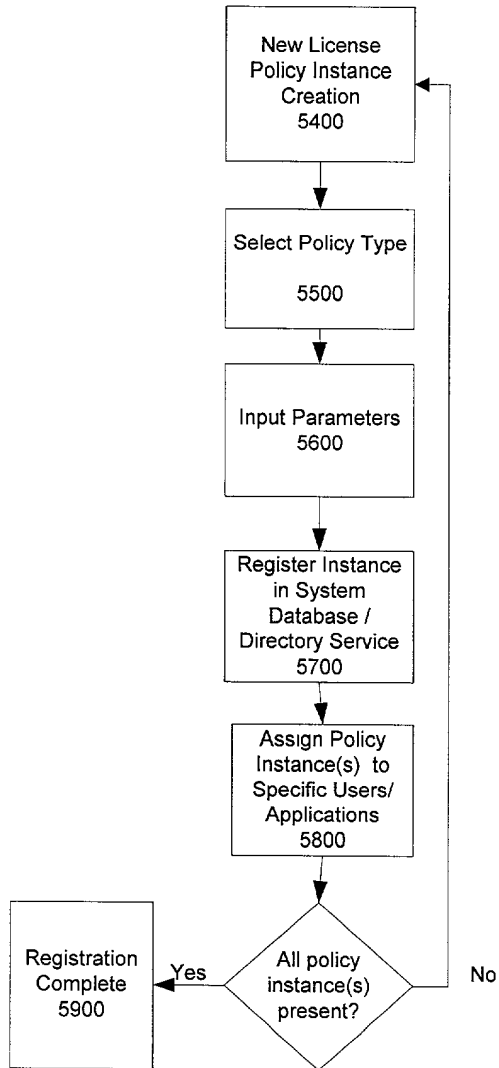 New License
Policy Instance
Creation
5400
Select Policy Type
5500
Input Parameters
5600
Register Instance
in System
Database /
Directory Service
5700
Assign Policy
Instance(s) to
Specific Users/
Applications
5800
All policy
instance(s)
present?
Yes
No
Registration
Complete
5900